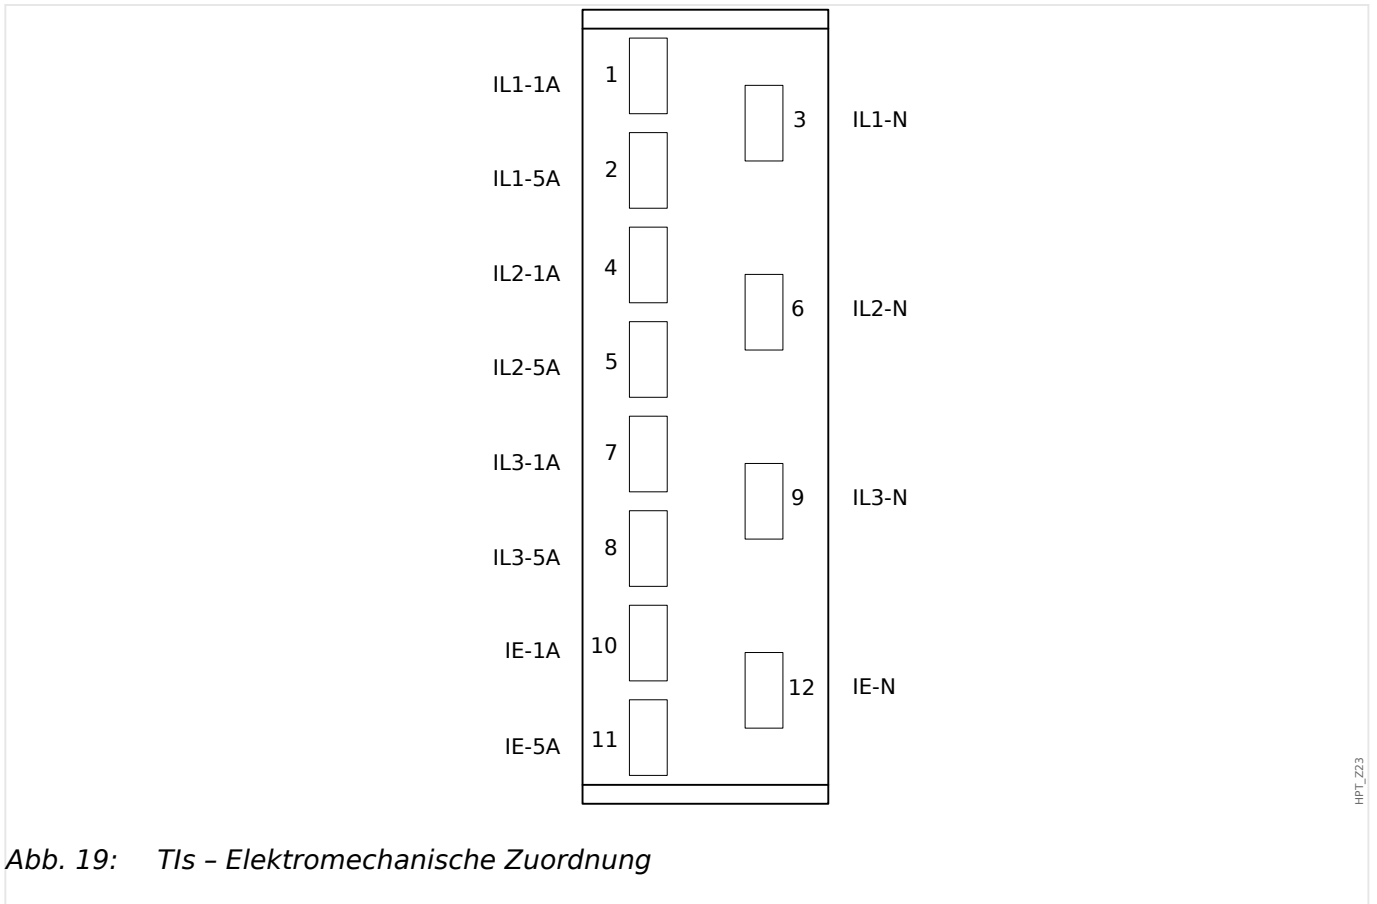 IL1-1A 1
3 IL1-N
IL1-5A 2
IL2-1A 4
6 IL2-N
IL2-5A 5
IL3-1A 7
9 IL3-N
IL3-5A 8
IE-1A 10
12 IE-N
IE-5A 11
HPT_Z23
Abb. 19: TIs – Elektromechanische Zuordnung